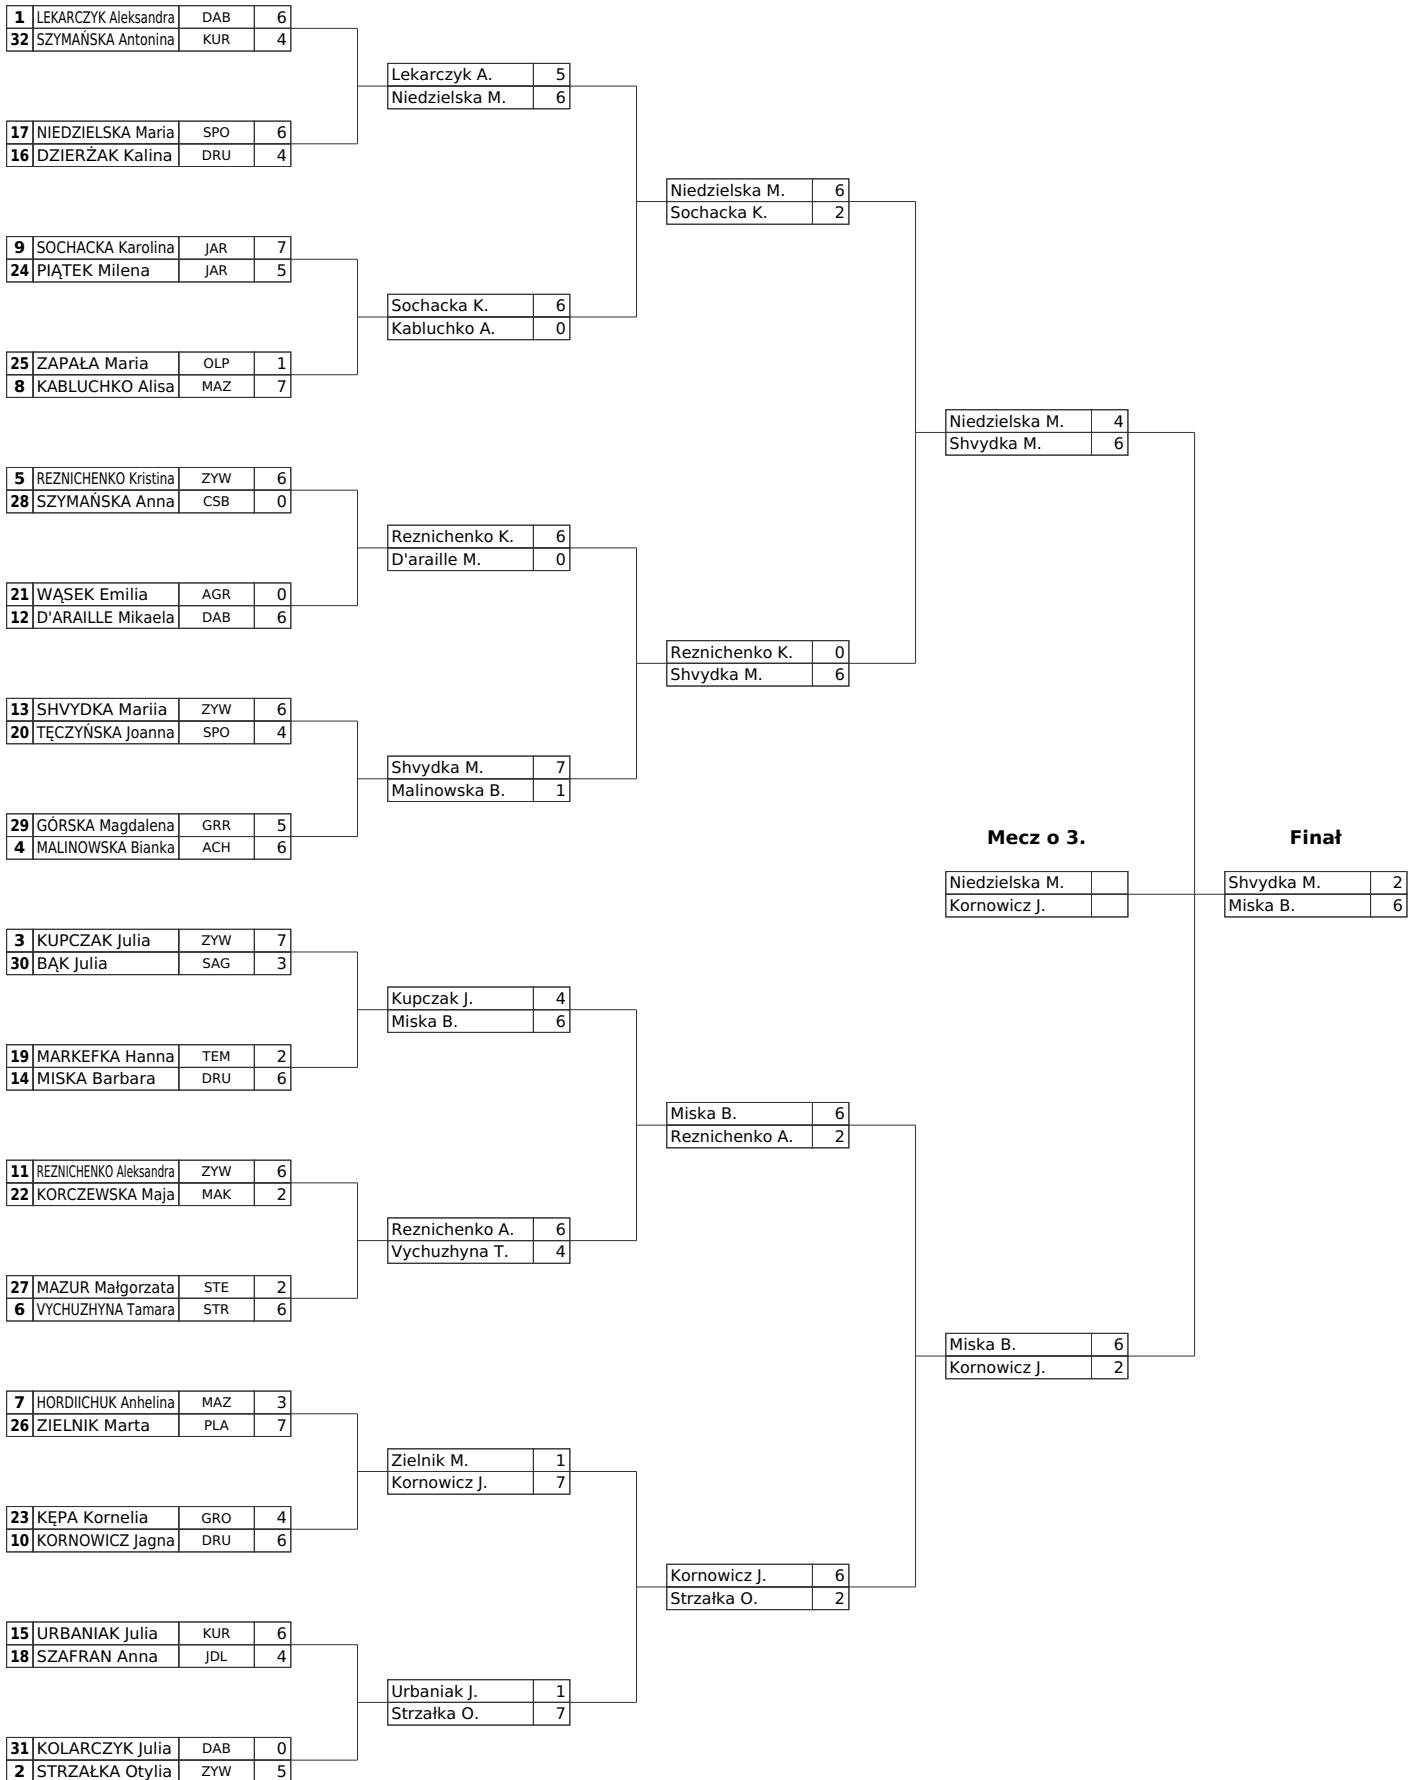 1 LEKARCZYK Aleksandra DAB 6
32 SZYMAŃSKA Antonina KUR 4
Lekarczyk A. 5
Niedzielska M. 6
17 NIEDZIELSKA Maria SPO 6
16 DZIERŻAK Kalina DRU 4
Niedzielska M. 6
Sochacka K. 2
9 SOCHACKA Karolina JAR 7
24 PIĄTEK Milena JAR 5
Sochacka K. 6
Kabluchko A. 0
25 ZAPAŁA Maria OLP 1
8 KABLUCHKO Alisa MAZ 7
Niedzielska M. 4
Shvydka M. 6
5 REZNICHENKO Kristina ZYW 6
28 SZYMAŃSKA Anna CSB 0
Reznichenko K. 6
D'araille M. 0
21 WĄSEK Emilia AGR 0
12 D'ARAILLE Mikaela DAB 6
Reznichenko K. 0
Shvydka M. 6
13 SHVYDKA Mariia ZYW 6
20 TĘCZYŃSKA Joanna SPO 4
Shvydka M. 7
Malinowska B. 1
29 GÓRSKA Magdalena GRR 5
4 MALINOWSKA Bianka ACH 6
Mecz o 3. Finał
Niedzielska M. Shvydka M. 2
Kornowicz J. Miska B. 6
3 KUPCZAK Julia ZYW 7
30 BĄK Julia SAG 3
Kupczak J. 4
Miska B. 6
19 MARKEFKA Hanna TEM 2
14 MISKA Barbara DRU 6
Miska B. 6
Reznichenko A. 2
11 REZNICHENKO Aleksandra ZYW 6
22 KORCZEWSKA Maja MAK 2
Reznichenko A. 6
Vychuzhyna T. 4
27 MAZUR Małgorzata STE 2
6 VYCHUZHYNA Tamara STR 6
Miska B. 6
Kornowicz J. 2
7 HORDIICHUK Anhelina MAZ 3
26 ZIELNIK Marta PLA 7
Zielnik M. 1
Kornowicz J. 7
23 KĘPA Kornelia GRO 4
10 KORNOWICZ Jagna DRU 6
Kornowicz J. 6
Strzałka O. 2
15 URBANIAK Julia KUR 6
18 SZAFRAN Anna JDL 4
Urbaniak J. 1
Strzałka O. 7
31 KOLARCZYK Julia DAB 0
2 STRZAŁKA Otylia ZYW 5